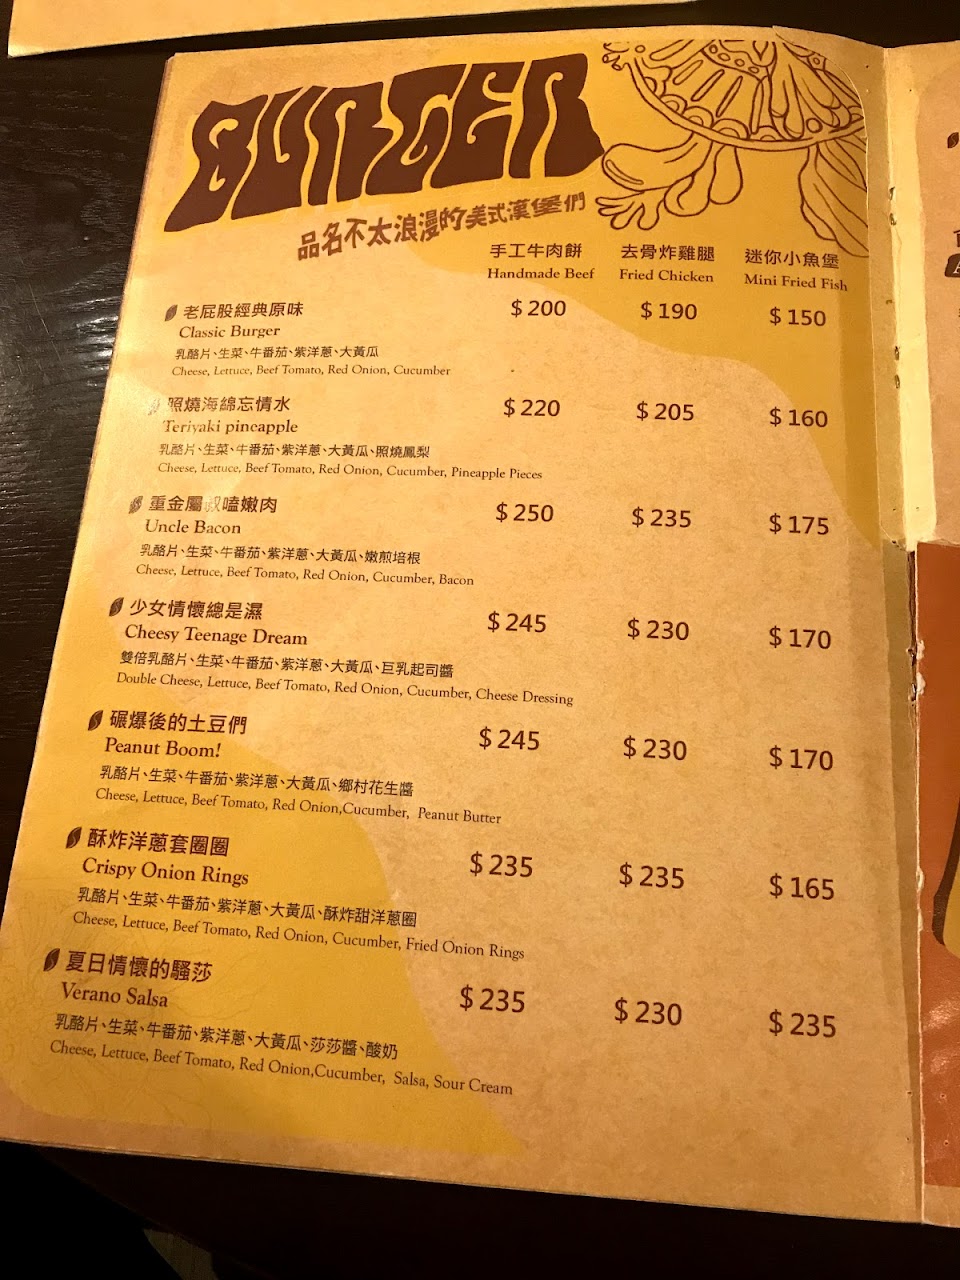 BURGER
品名不太浪漫的美式漢堡們
手工牛肉餅 去骨炸雞腿 迷你小魚堡
Handmade Beef Fried Chicken Mini Fried Fish
老屁股經典原味 $200 $190 $150
Classic Burger
乳酪片、生菜、牛番茄、紫洋蔥、大黃瓜
Cheese, Lettuce, Beef Tomato, Red Onion, Cucumber
照燒海綿忘情水 $220 $205 $160
Teriyaki pineapple
乳酪片、生菜、牛番茄、紫洋蔥、大黃瓜、照燒鳳梨
Cheese, Lettuce, Beef Tomato, Red Onion, Cucumber, Pineapple Pieces
重金屬叔嗑嫩肉 $250 $235 $175
Uncle Bacon
乳酪片、生菜、牛番茄、紫洋蔥、大黃瓜、嫩煎培根
Cheese, Lettuce, Beef Tomato, Red Onion, Cucumber, Bacon
少女情懷總是濕 $245 $230 $170
Cheesy Teenage Dream
雙倍乳酪片、生菜、牛番茄、紫洋蔥、大黃瓜、巨乳起司醬
Double Cheese, Lettuce, Beef Tomato, Red Onion, Cucumber, Cheese Dressing
碾爆後的土豆們 $245 $230 $170
Peanut Boom!
乳酪片、生菜、牛番茄、紫洋蔥、大黃瓜、鄉村花生醬
Cheese, Lettuce, Beef Tomato, Red Onion,Cucumber, Peanut Butter
酥炸洋蔥套圈圈 $235 $235 $165
Crispy Onion Rings
乳酪片、生菜、牛番茄、紫洋蔥、大黃瓜、酥炸甜洋蔥圈
Cheese, Lettuce, Beef Tomato, Red Onion, Cucumber, Fried Onion Rings
夏日情懷的騷莎 $235 $230 $235
Verano Salsa
乳酪片、生菜、牛番茄、紫洋蔥、大黃瓜、莎莎醬、酸奶
Cheese, Lettuce, Beef Tomato, Red Onion,Cucumber, Salsa, Sour Cream